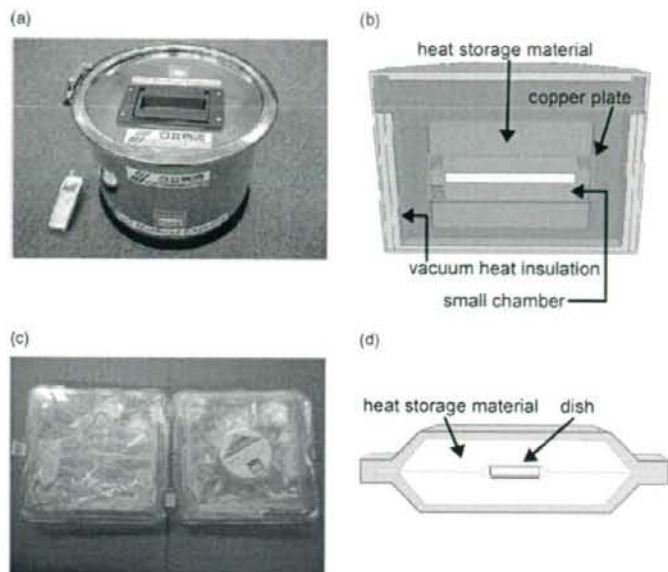 (a)
(b)
heat storage material
copper plate
vacuum heat insulation
small chamber
(c)
(d)
heat storage material
dish